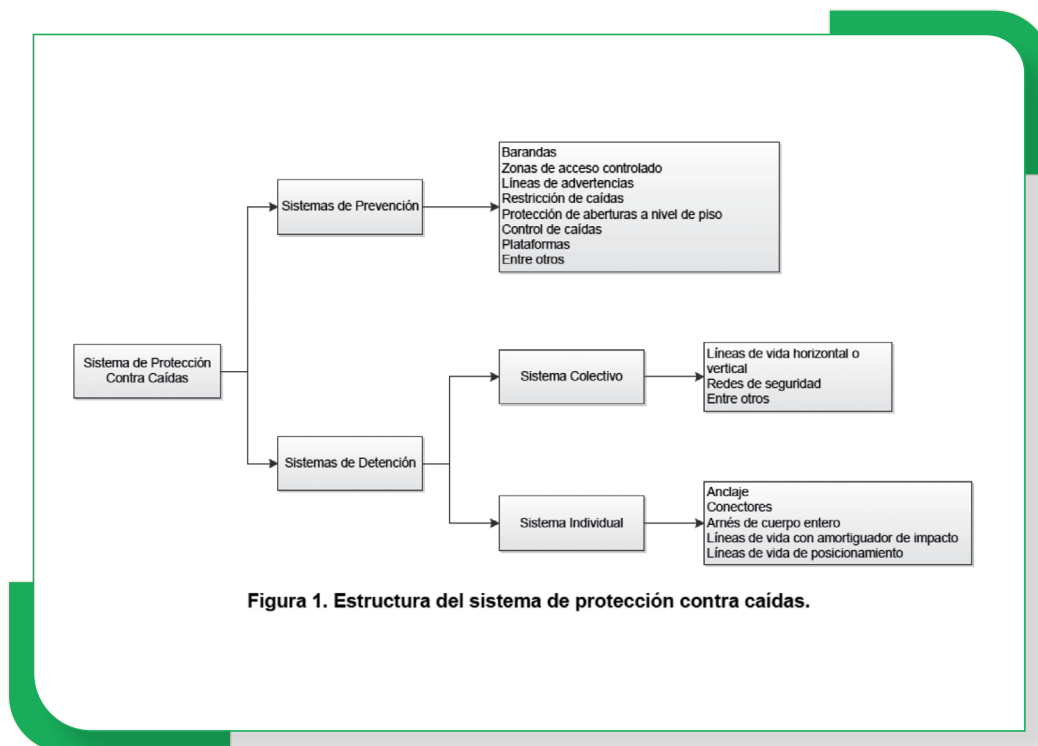 Sistema de Protección
Contra Caídas
Sistemas de Prevención
Barandas
Zonas de acceso controlado
Líneas de advertencias
Restricción de caídas
Protección de aberturas a nivel de piso
Control de caídas
Plataformas
Entre otros
Sistemas de Detención
Sistema Colectivo
Líneas de vida horizontal o
vertical
Redes de seguridad
Entre otros
Sistema Individual
Anclaje
Conectores
Arnés de cuerpo entero
Líneas de vida con amortiguador de impacto
Líneas de vida de posicionamiento
Figura 1. Estructura del sistema de protección contra caídas.